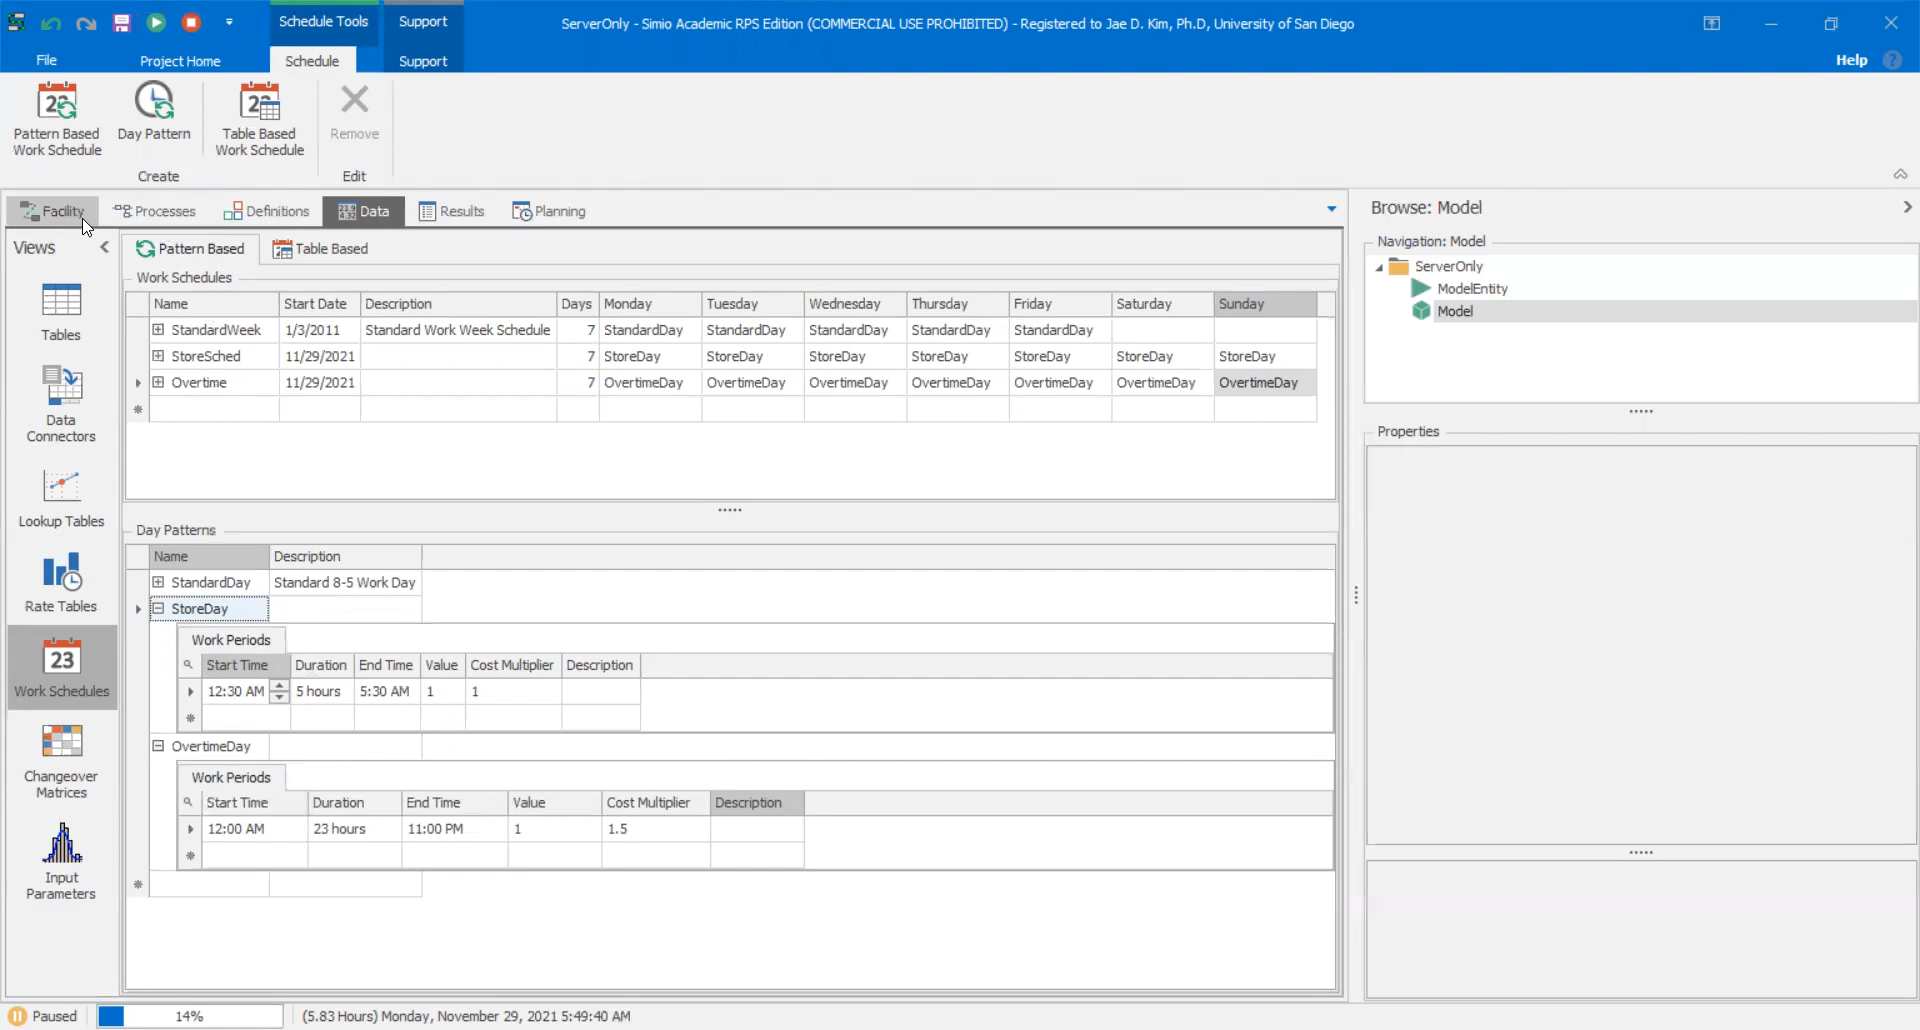 Schedule Tools Support ServerOnly - Simio Academic RPS Edition (COMMERCIAL USE PROHIBITED) - Registered to Jae D. Kim, Ph.D, University of San Diego
File Project Home Schedule Support Help ?
Pattern Based Work Schedule
Day Pattern
Table Based Work Schedule
Remove
Create Edit
Facility Processes Definitions Data Results Planning
Views
Tables
Data Connectors
Lookup Tables
Rate Tables
23
Work Schedules
Changeover Matrices
Input Parameters
Pattern Based Table Based
Work Schedules
Name Start Date Description Days Monday Tuesday Wednesday Thursday Friday Saturday Sunday
StandardWeek 1/3/2011 Standard Work Week Schedule 7 StandardDay StandardDay StandardDay StandardDay StandardDay
StoreSched 11/29/2021 7 StoreDay StoreDay StoreDay StoreDay StoreDay StoreDay StoreDay
Overtime 11/29/2021 7 OvertimeDay OvertimeDay OvertimeDay OvertimeDay OvertimeDay OvertimeDay OvertimeDay
Day Patterns
Name Description
StandardDay Standard 8-5 Work Day
StoreDay
Work Periods
Start Time Duration End Time Value Cost Multiplier Description
12:30 AM 5 hours 5:30 AM 1 1
OvertimeDay
Work Periods
Start Time Duration End Time Value Cost Multiplier Description
12:00 AM 23 hours 11:00 PM 1 1.5
Browse: Model
Navigation: Model
ServerOnly
ModelEntity
Model
Properties
Paused 14% (5.83 Hours) Monday, November 29, 2021 5:49:40 AM